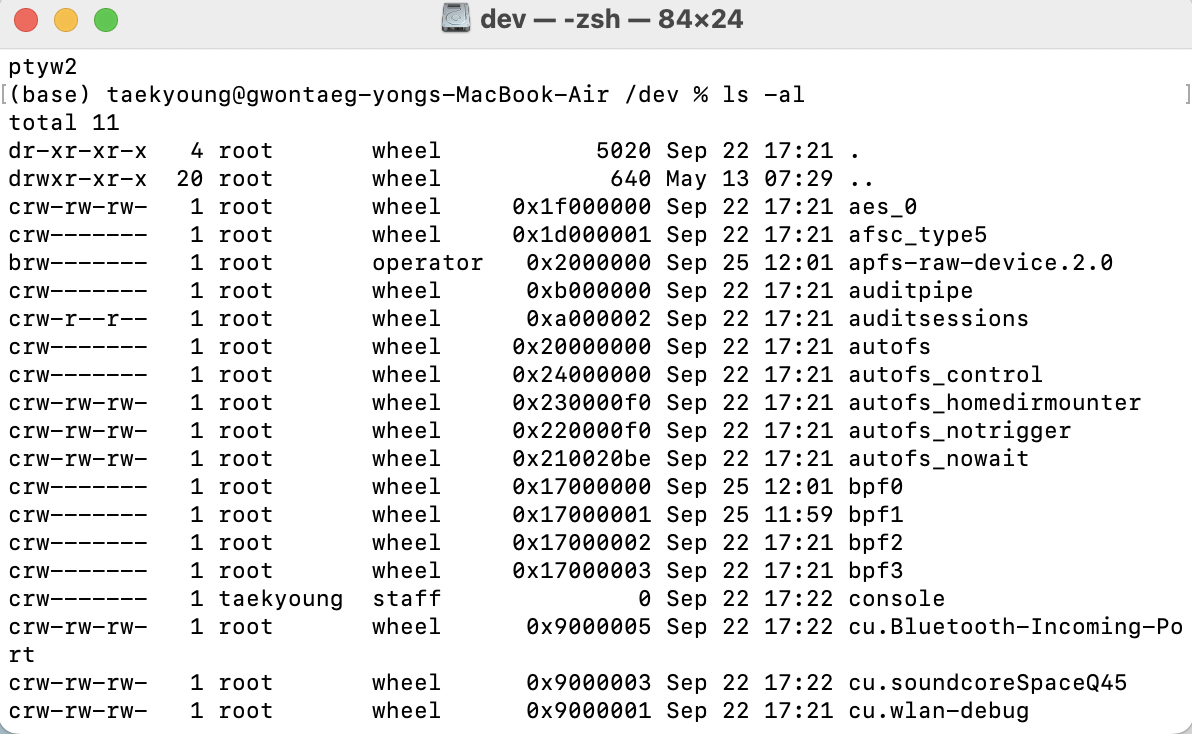 dev — -zsh — 84×24
ptyw2
[(base) taekyoung@gwontaeg-yongs-MacBook-Air /dev % ls -al ]
total 11
dr-xr-xr-x   4 root       wheel           5020 Sep 22 17:21 .
drwxr-xr-x  20 root       wheel            640 May 13 07:29 ..
crw-rw-rw-   1 root       wheel     0x1f000000 Sep 22 17:21 aes_0
crw-------   1 root       wheel     0x1d000001 Sep 22 17:21 afsc_type5
brw-------   1 root       operator   0x2000000 Sep 25 12:01 apfs-raw-device.2.0
crw-------   1 root       wheel      0xb000000 Sep 22 17:21 auditpipe
crw-r--r--   1 root       wheel      0xa000002 Sep 22 17:21 auditsessions
crw-------   1 root       wheel     0x20000000 Sep 22 17:21 autofs
crw-------   1 root       wheel     0x24000000 Sep 22 17:21 autofs_control
crw-rw-rw-   1 root       wheel     0x230000f0 Sep 22 17:21 autofs_homedirmounter
crw-rw-rw-   1 root       wheel     0x220000f0 Sep 22 17:21 autofs_notrigger
crw-rw-rw-   1 root       wheel     0x210020be Sep 22 17:21 autofs_nowait
crw-------   1 root       wheel     0x17000000 Sep 25 12:01 bpf0
crw-------   1 root       wheel     0x17000001 Sep 25 11:59 bpf1
crw-------   1 root       wheel     0x17000002 Sep 22 17:21 bpf2
crw-------   1 root       wheel     0x17000003 Sep 22 17:21 bpf3
crw-------   1 taekyoung  staff              0 Sep 22 17:22 console
crw-rw-rw-   1 root       wheel      0x9000005 Sep 22 17:22 cu.Bluetooth-Incoming-Po
rt
crw-rw-rw-   1 root       wheel      0x9000003 Sep 22 17:22 cu.soundcoreSpaceQ45
crw-rw-rw-   1 root       wheel      0x9000001 Sep 22 17:21 cu.wlan-debug